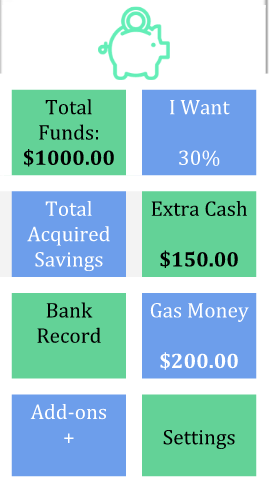 Total
Funds:
$1000.00
I Want
30%
Total
Acquired
Savings
Extra Cash
$150.00
Bank
Record
Gas Money
$200.00
Add-ons
+
Settings